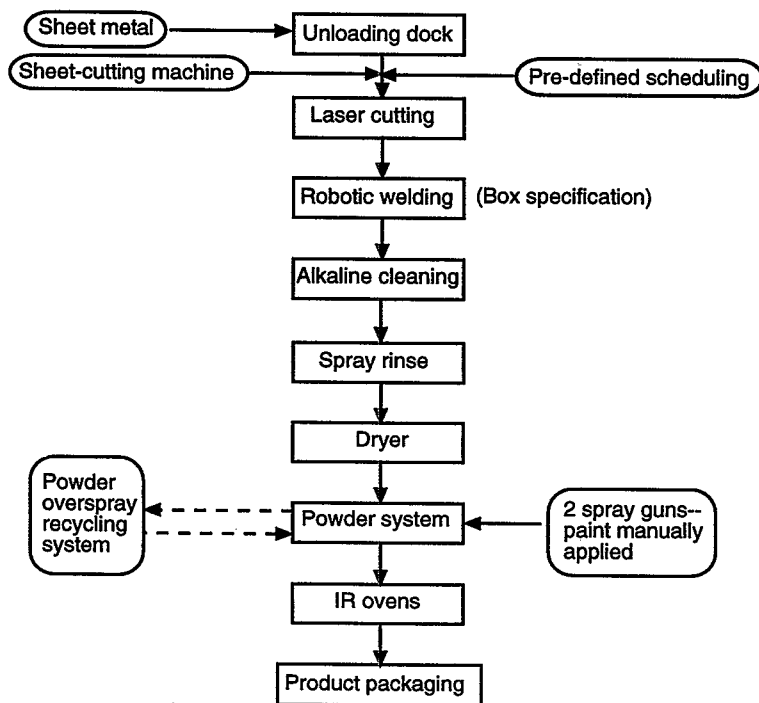 Sheet metal
Unloading dock
Sheet-cutting machine
Pre-defined scheduling
Laser cutting
Robotic welding
(Box specification)
Alkaline cleaning
Spray rinse
Dryer
Powder
overspray
recycling
system
Powder system
2 spray guns--
paint manually
applied
IR ovens
Product packaging